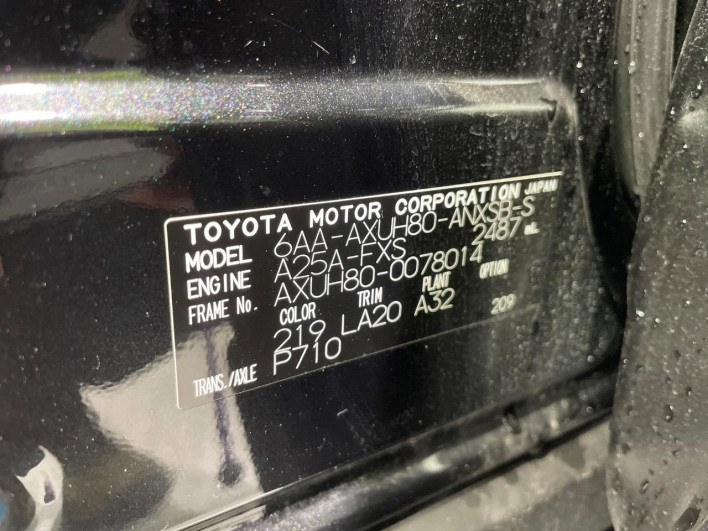 TOYOTA MOTOR CORPORATION JAPAN
MODEL 6AA-AXUH80-ANXSB-S
ENGINE A25A-FXS 2487 mL
FRAME No. AXUH80-0078014
COLOR TRIM PLANT OPTION
219 LA20 A32 209
TRANS./AXLE P710